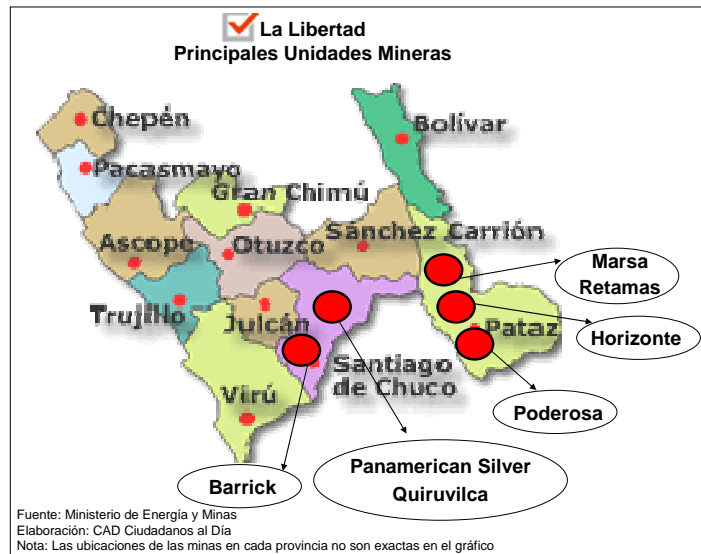 La Libertad
Principales Unidades Mineras
Chepén
Bolívar
Pacasmayo
Gran Chimú
Sánchez Carrión
Ascope
Otuzco
Marsa
Retamas
Trujillo
Julcán
Pataz
Horizonte
Santiago
de Chuco
Virú
Poderosa
Panamerican Silver
Quiruvilca
Barrick
Fuente: Ministerio de Energía y Minas
Elaboración: CAD Ciudadanos al Día
Nota: Las ubicaciones de las minas en cada provincia no son exactas en el gráfico